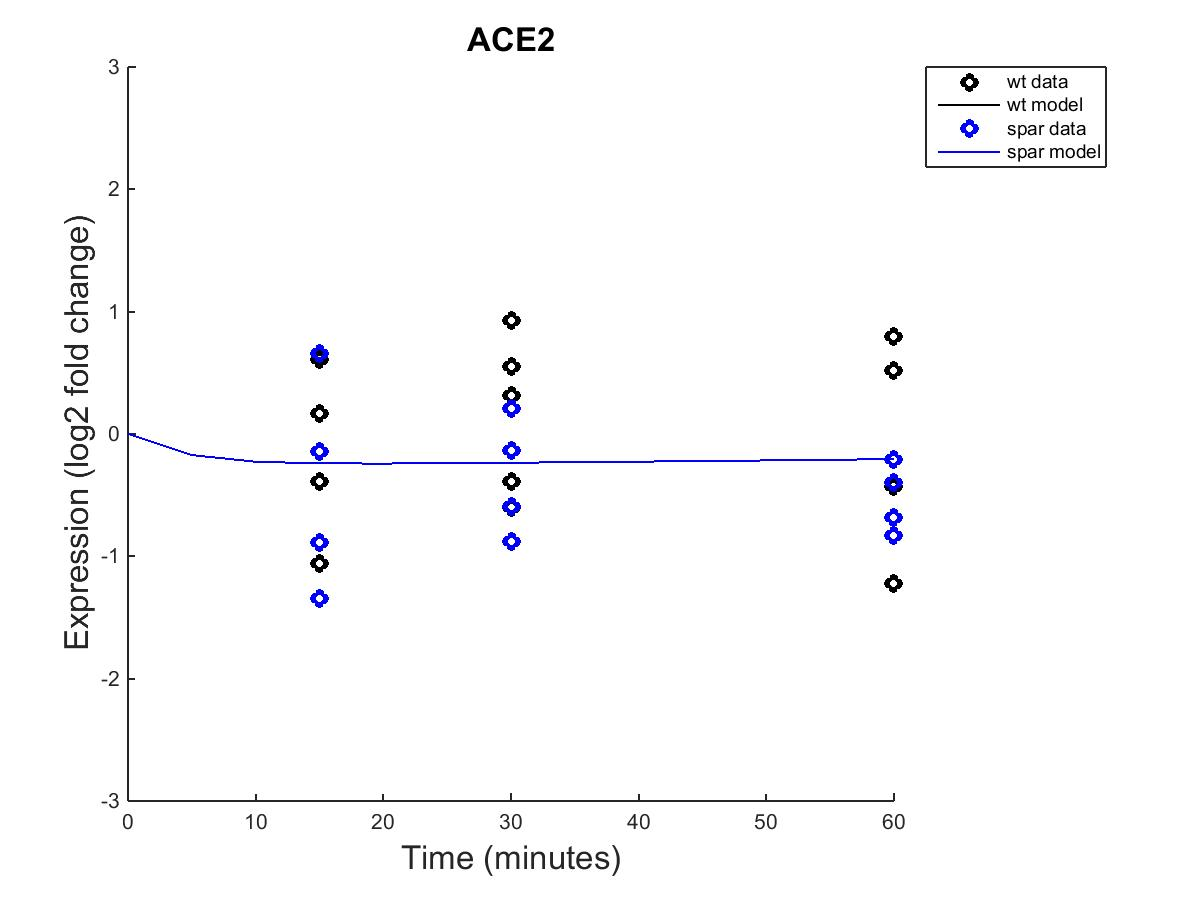 ACE2
3
2
1
0
-1
-2
-3
Expression (log2 fold change)
0 10 20 30 40 50 60
Time (minutes)
wt data
wt model
spar data
spar model